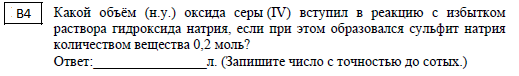 В4 Какой объём (н.у.) оксида серы (IV) вступил в реакцию с избытком
раствора гидроксида натрия, если при этом образовался сульфит натрия
количеством вещества 0,2 моль?
Ответ:__________________л. (Запишите число с точностью до сотых.)